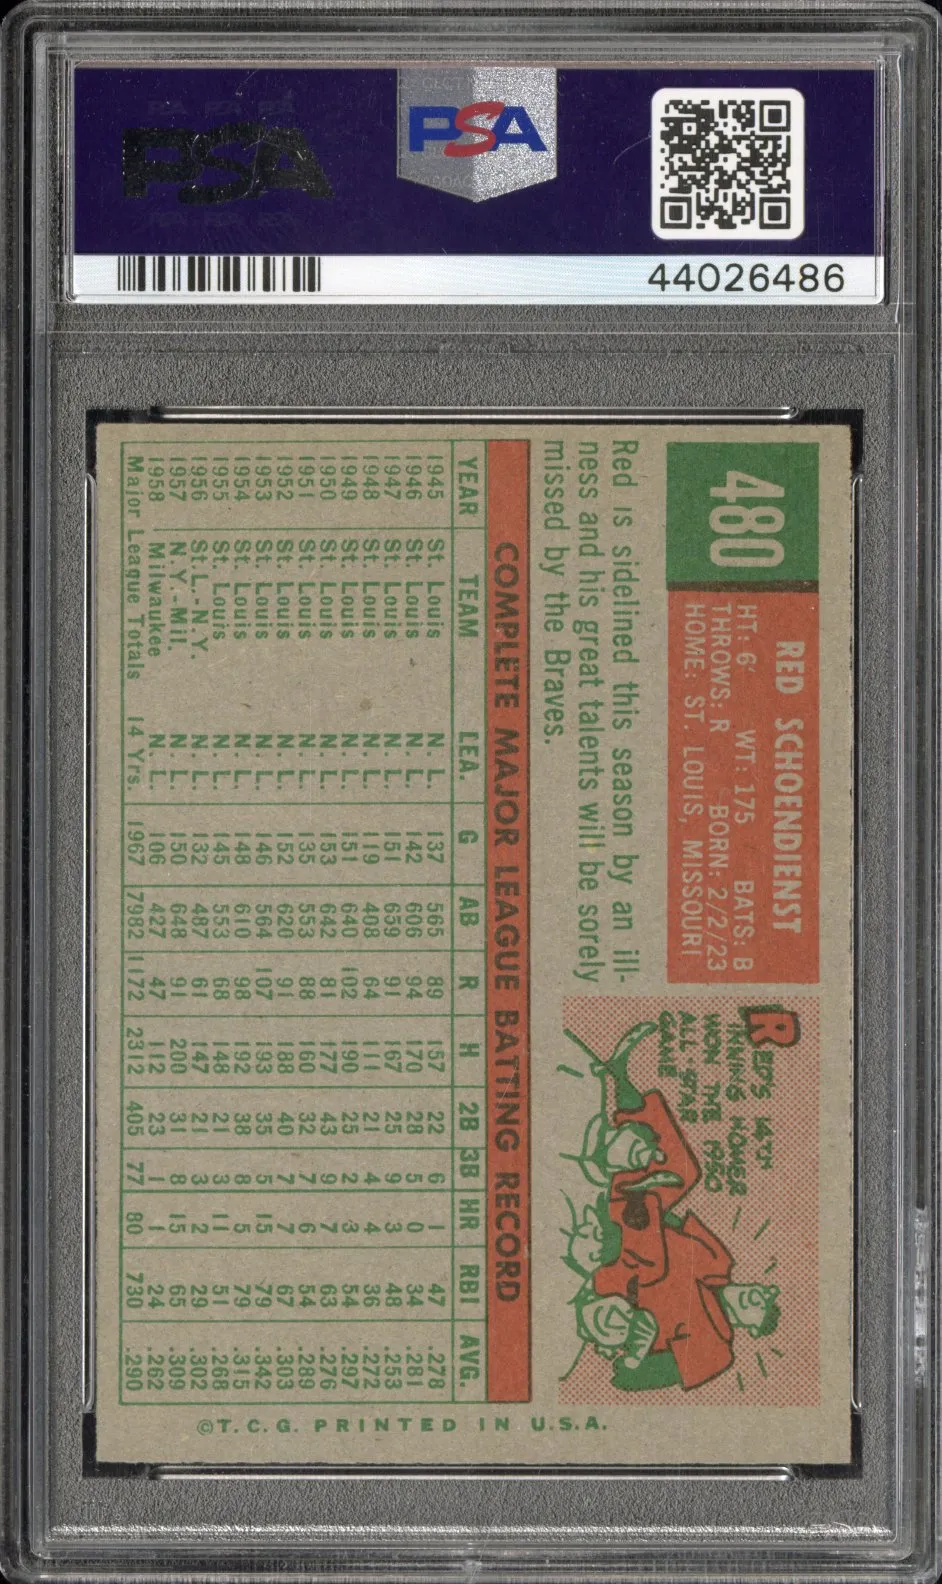 PSA
PSA
44026486
480
RED SCHOENDIENST
HT: 6' WT: 175 BATS: B
THROWS: R BORN: 2/2/23
HOME: ST. LOUIS, MISSOURI
Red is sidelined this season by an ill-
ness and his great talents will be sorely
missed by the Braves.
RED'S 14TH
INNING HOMER
WON THE 1950
ALL-STAR
GAME
COMPLETE MAJOR LEAGUE BATTING RECORD
YEAR TEAM LEA. G AB R H 2B 3B HR RBI AVG.
1945 St. Louis N. L. 137 565 89 157 22 6 1 47 .278
1946 St. Louis N. L. 142 606 94 170 28 5 0 34 .281
1947 St. Louis N. L. 151 659 91 167 25 9 3 48 .253
1948 St. Louis N. L. 119 408 64 111 21 4 4 36 .272
1949 St. Louis N. L. 151 640 102 190 25 2 3 54 .297
1950 St. Louis N. L. 153 642 81 177 43 9 7 63 .276
1951 St. Louis N. L. 135 553 88 160 32 7 6 54 .289
1952 St. Louis N. L. 152 620 91 188 40 7 7 67 .303
1953 St. Louis N. L. 146 564 107 193 35 5 15 79 .342
1954 St. Louis N. L. 148 610 98 192 38 8 5 79 .315
1955 St. Louis N. L. 145 553 68 148 21 3 11 51 .268
1956 St. L.-N.Y. N. L. 132 487 61 147 21 3 2 29 .302
1957 N. Y.-Mil. N. L. 150 648 91 200 31 8 15 65 .309
1958 Milwaukee N. L. 106 427 47 112 23 1 1 24 .262
Major League Totals 14 Yrs. 1967 7982 1172 2312 405 77 80 730 .290
©T. C. G. PRINTED IN U.S.A.